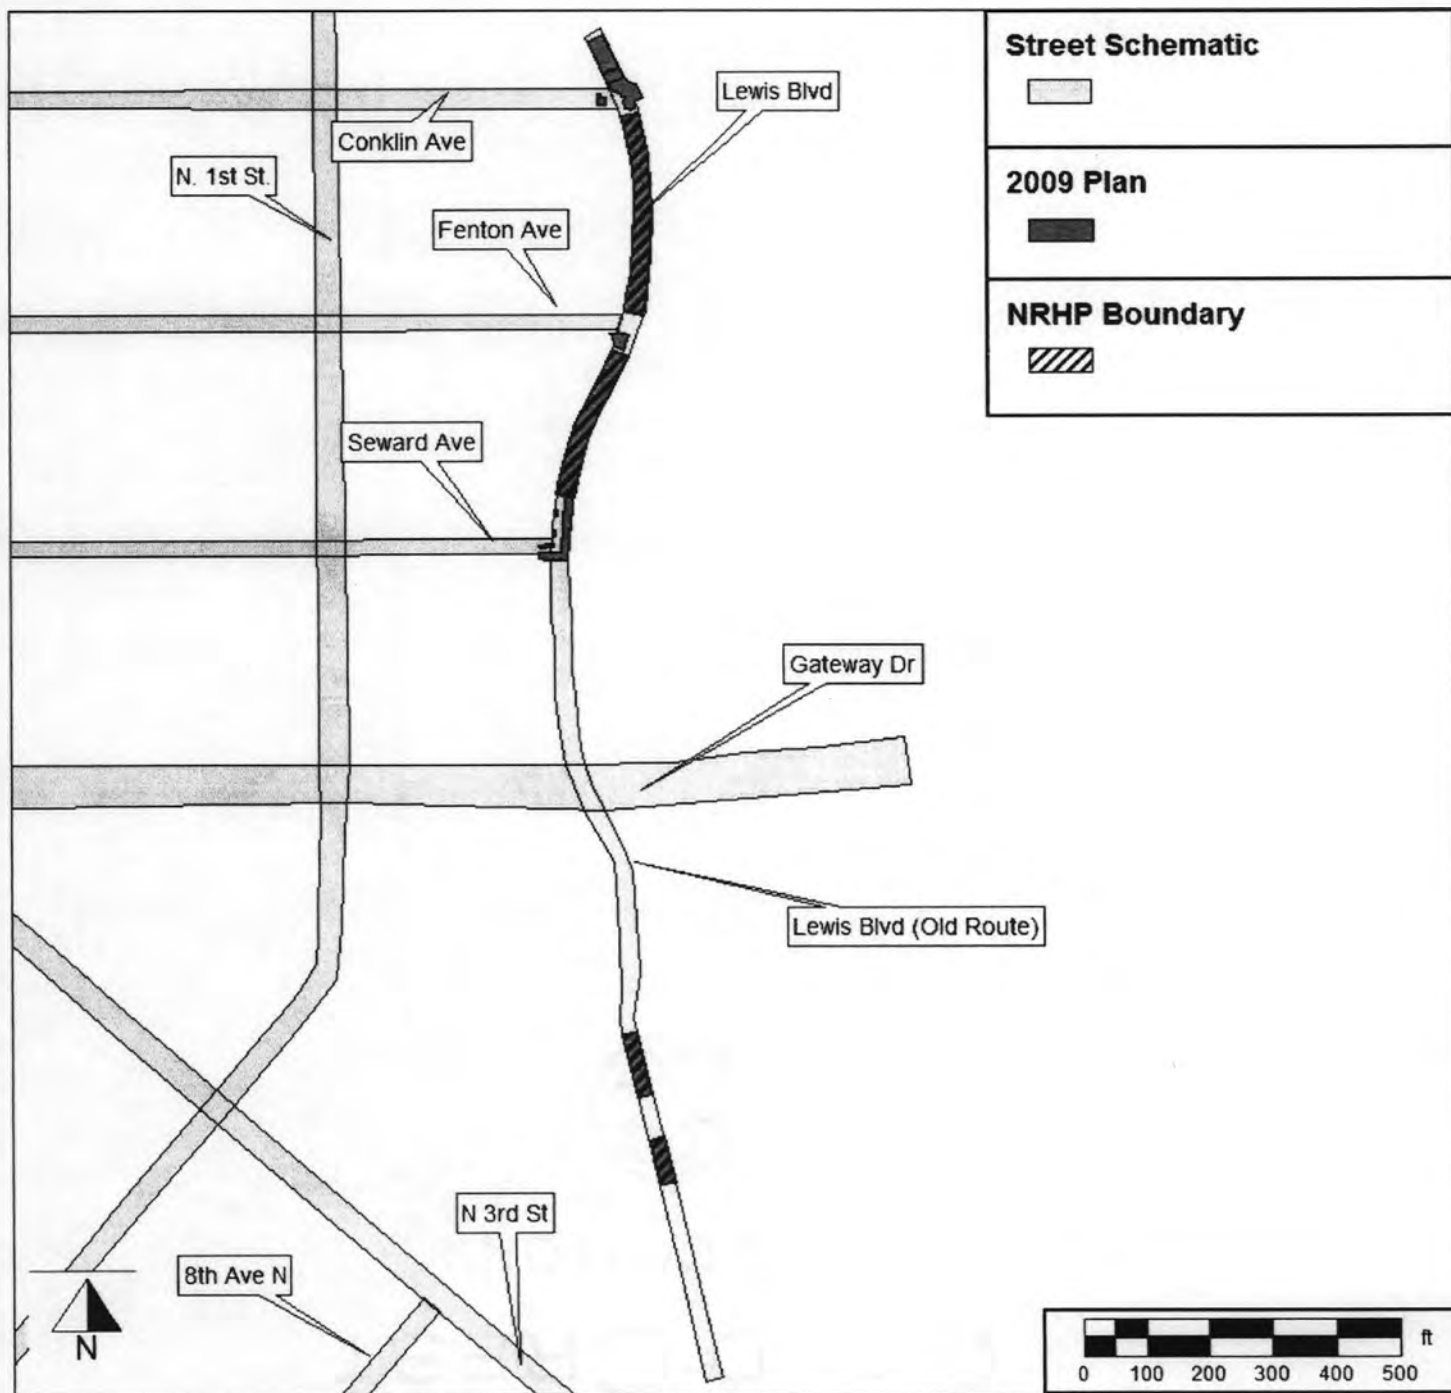 Street Schematic
2009 Plan
NRHP Boundary
Lewis Blvd
Conklin Ave
N. 1st St.
Fenton Ave
Seward Ave
Gateway Dr
Lewis Blvd (Old Route)
N 3rd St
8th Ave N
N
ft
0 100 200 300 400 500